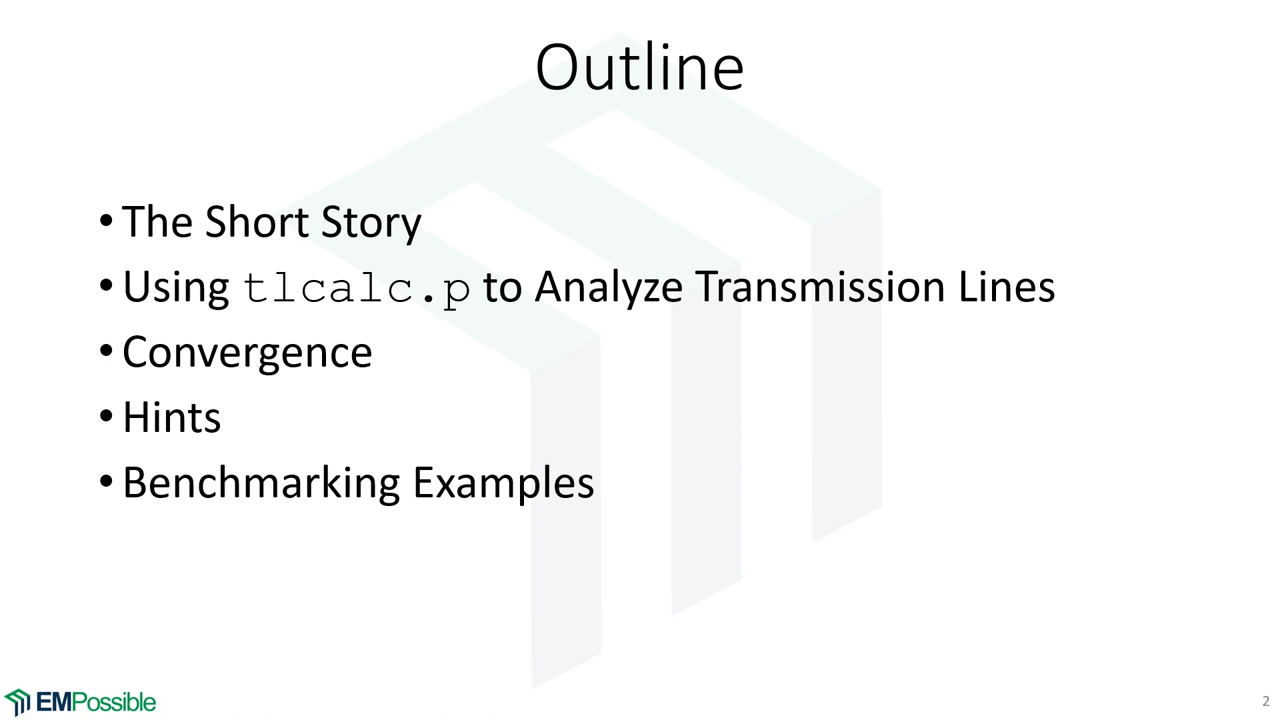 Outline
• The Short Story
• Using tlcalc.p to Analyze Transmission Lines
• Convergence
• Hints
• Benchmarking Examples
EMPossible
2